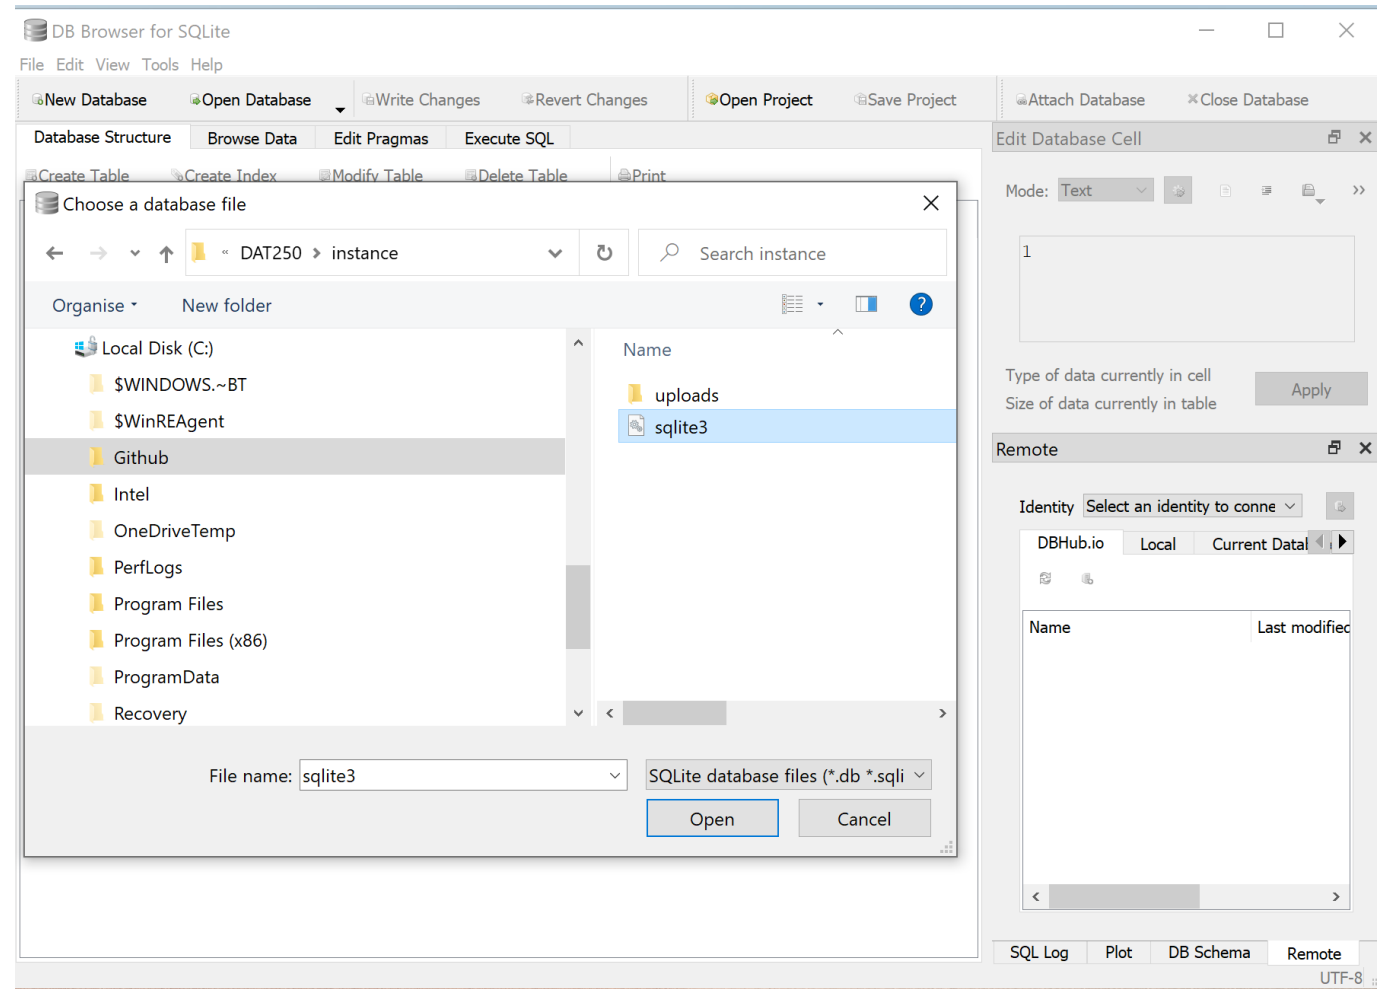 DB Browser for SQLite
File Edit View Tools Help
New Database Open Database Write Changes Revert Changes Open Project Save Project Attach Database Close Database
Database Structure Browse Data Edit Pragmas Execute SQL
Create Table Create Index Modify Table Delete Table Print
Choose a database file
« DAT250 > instance
Search instance
Organise New folder
Local Disk (C:)
$WINDOWS.~BT
$WinREAgent
Github
Intel
OneDriveTemp
PerfLogs
Program Files
Program Files (x86)
ProgramData
Recovery
Name
uploads
sqlite3
File name: sqlite3
SQLite database files (*.db *.sqli
Open Cancel
Edit Database Cell
Mode: Text
1
Type of data currently in cell
Size of data currently in table
Apply
Remote
Identity Select an identity to conne
DBHub.io Local Current Datab
Name Last modified
SQL Log Plot DB Schema Remote
UTF-8